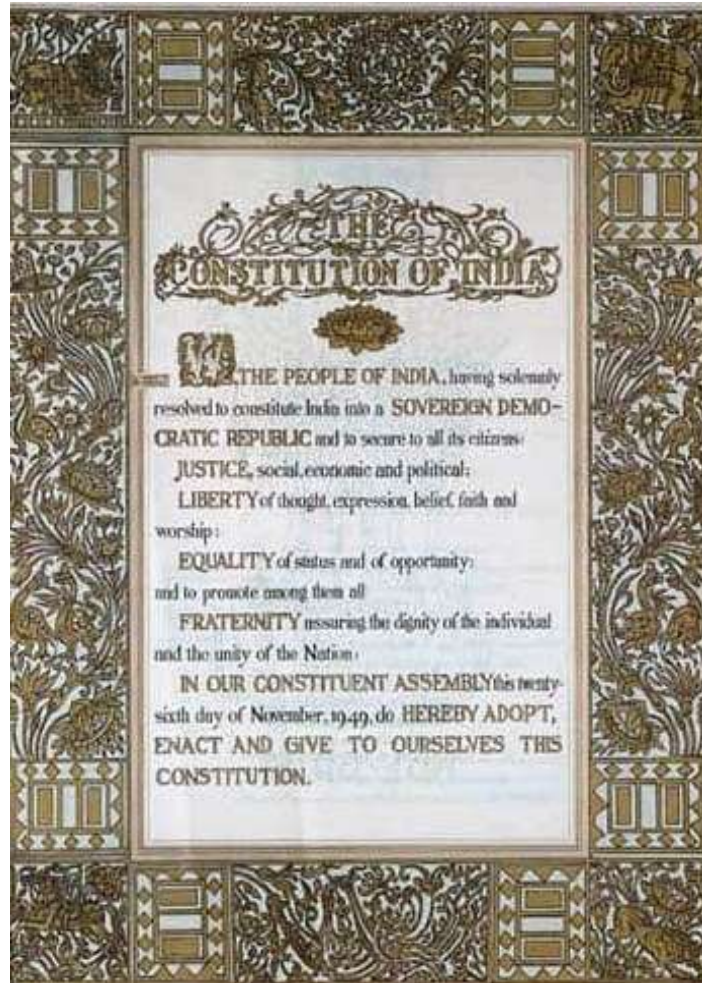 THE
CONSTITUTION OF INDIA
WE, THE PEOPLE OF INDIA, having solemnly
resolved to constitute India into a SOVEREIGN DEMO-
CRATIC REPUBLIC and to secure to all its citizens:
JUSTICE, social, economic and political;
LIBERTY of thought, expression, belief, faith and
worship;
EQUALITY of status and of opportunity;
and to promote among them all
FRATERNITY assuring the dignity of the individual
and the unity of the Nation;
IN OUR CONSTITUENT ASSEMBLY this twenty-
sixth day of November, 1949, do HEREBY ADOPT,
ENACT AND GIVE TO OURSELVES THIS
CONSTITUTION.